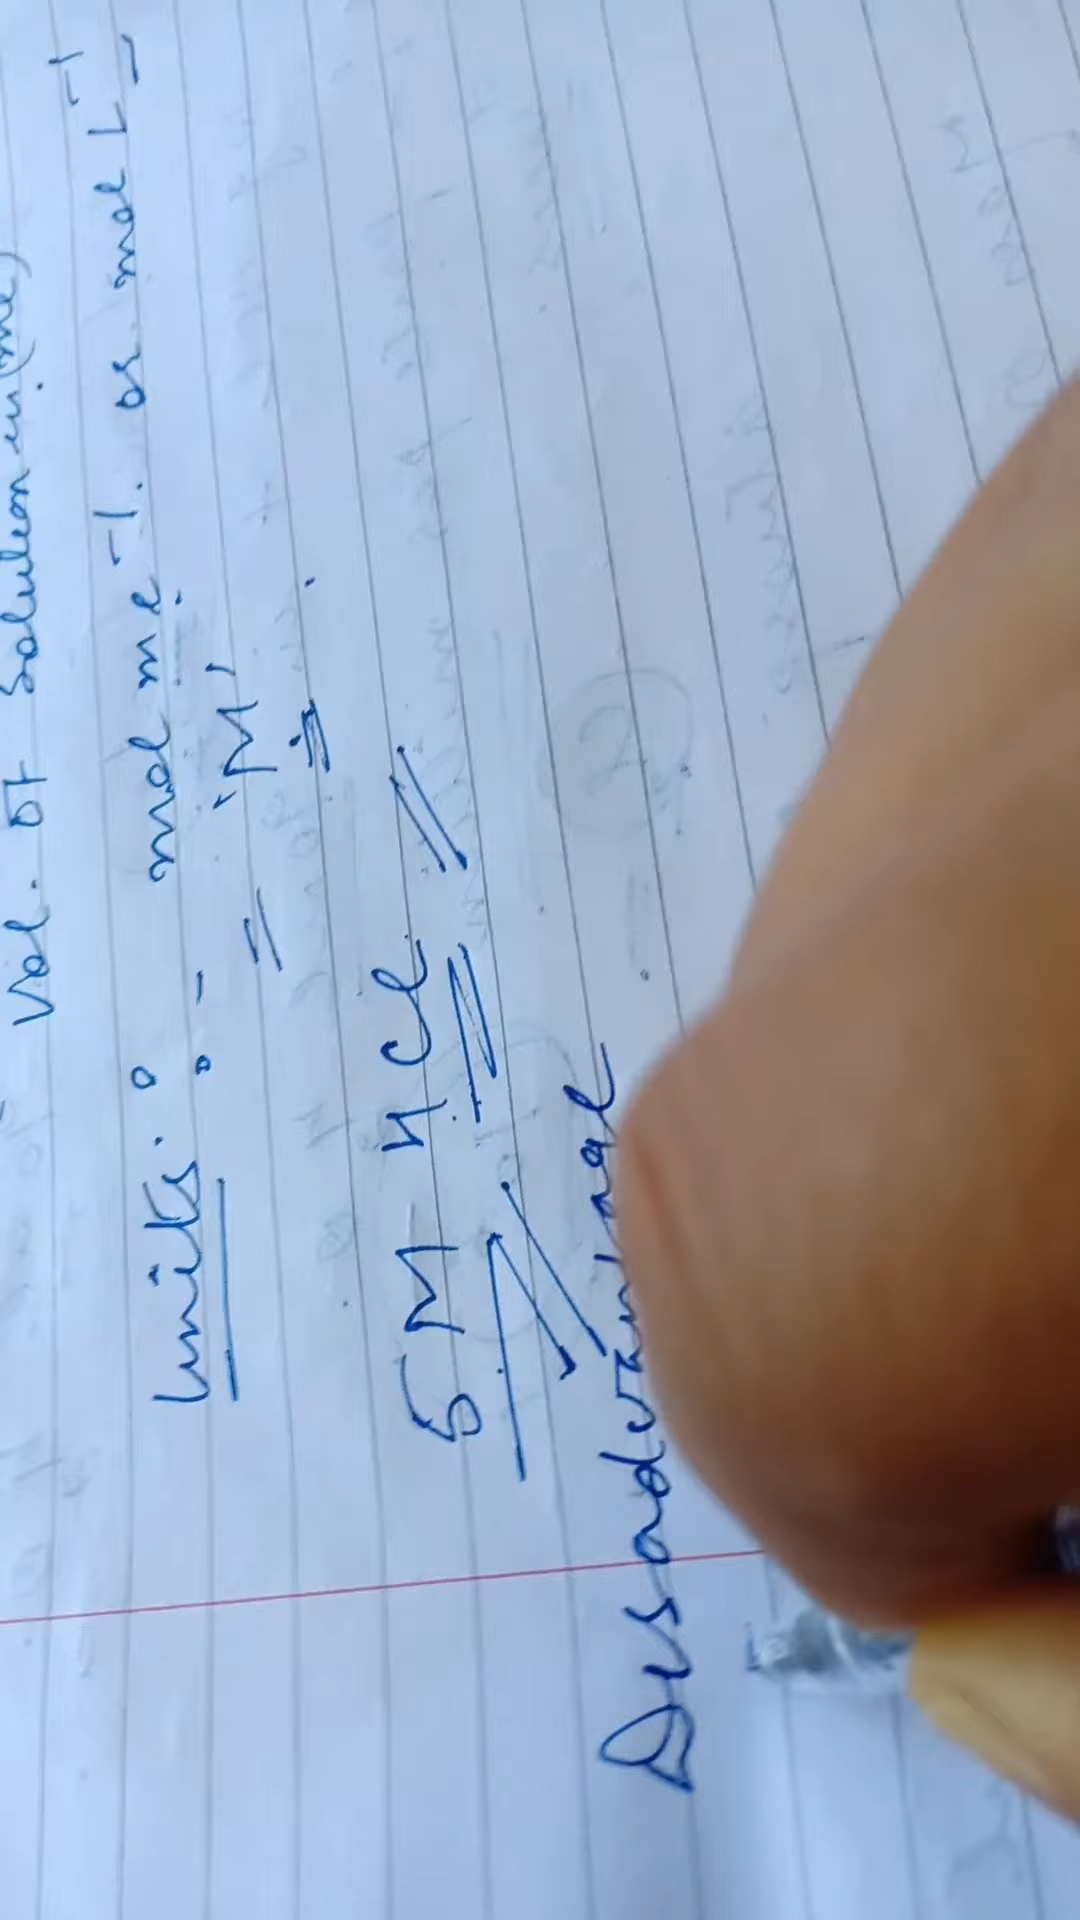 Vol. of Solution in (ml)
Units :- mol ml⁻¹. or mol L⁻¹
= 'M'
5M HCl
Disadvantage